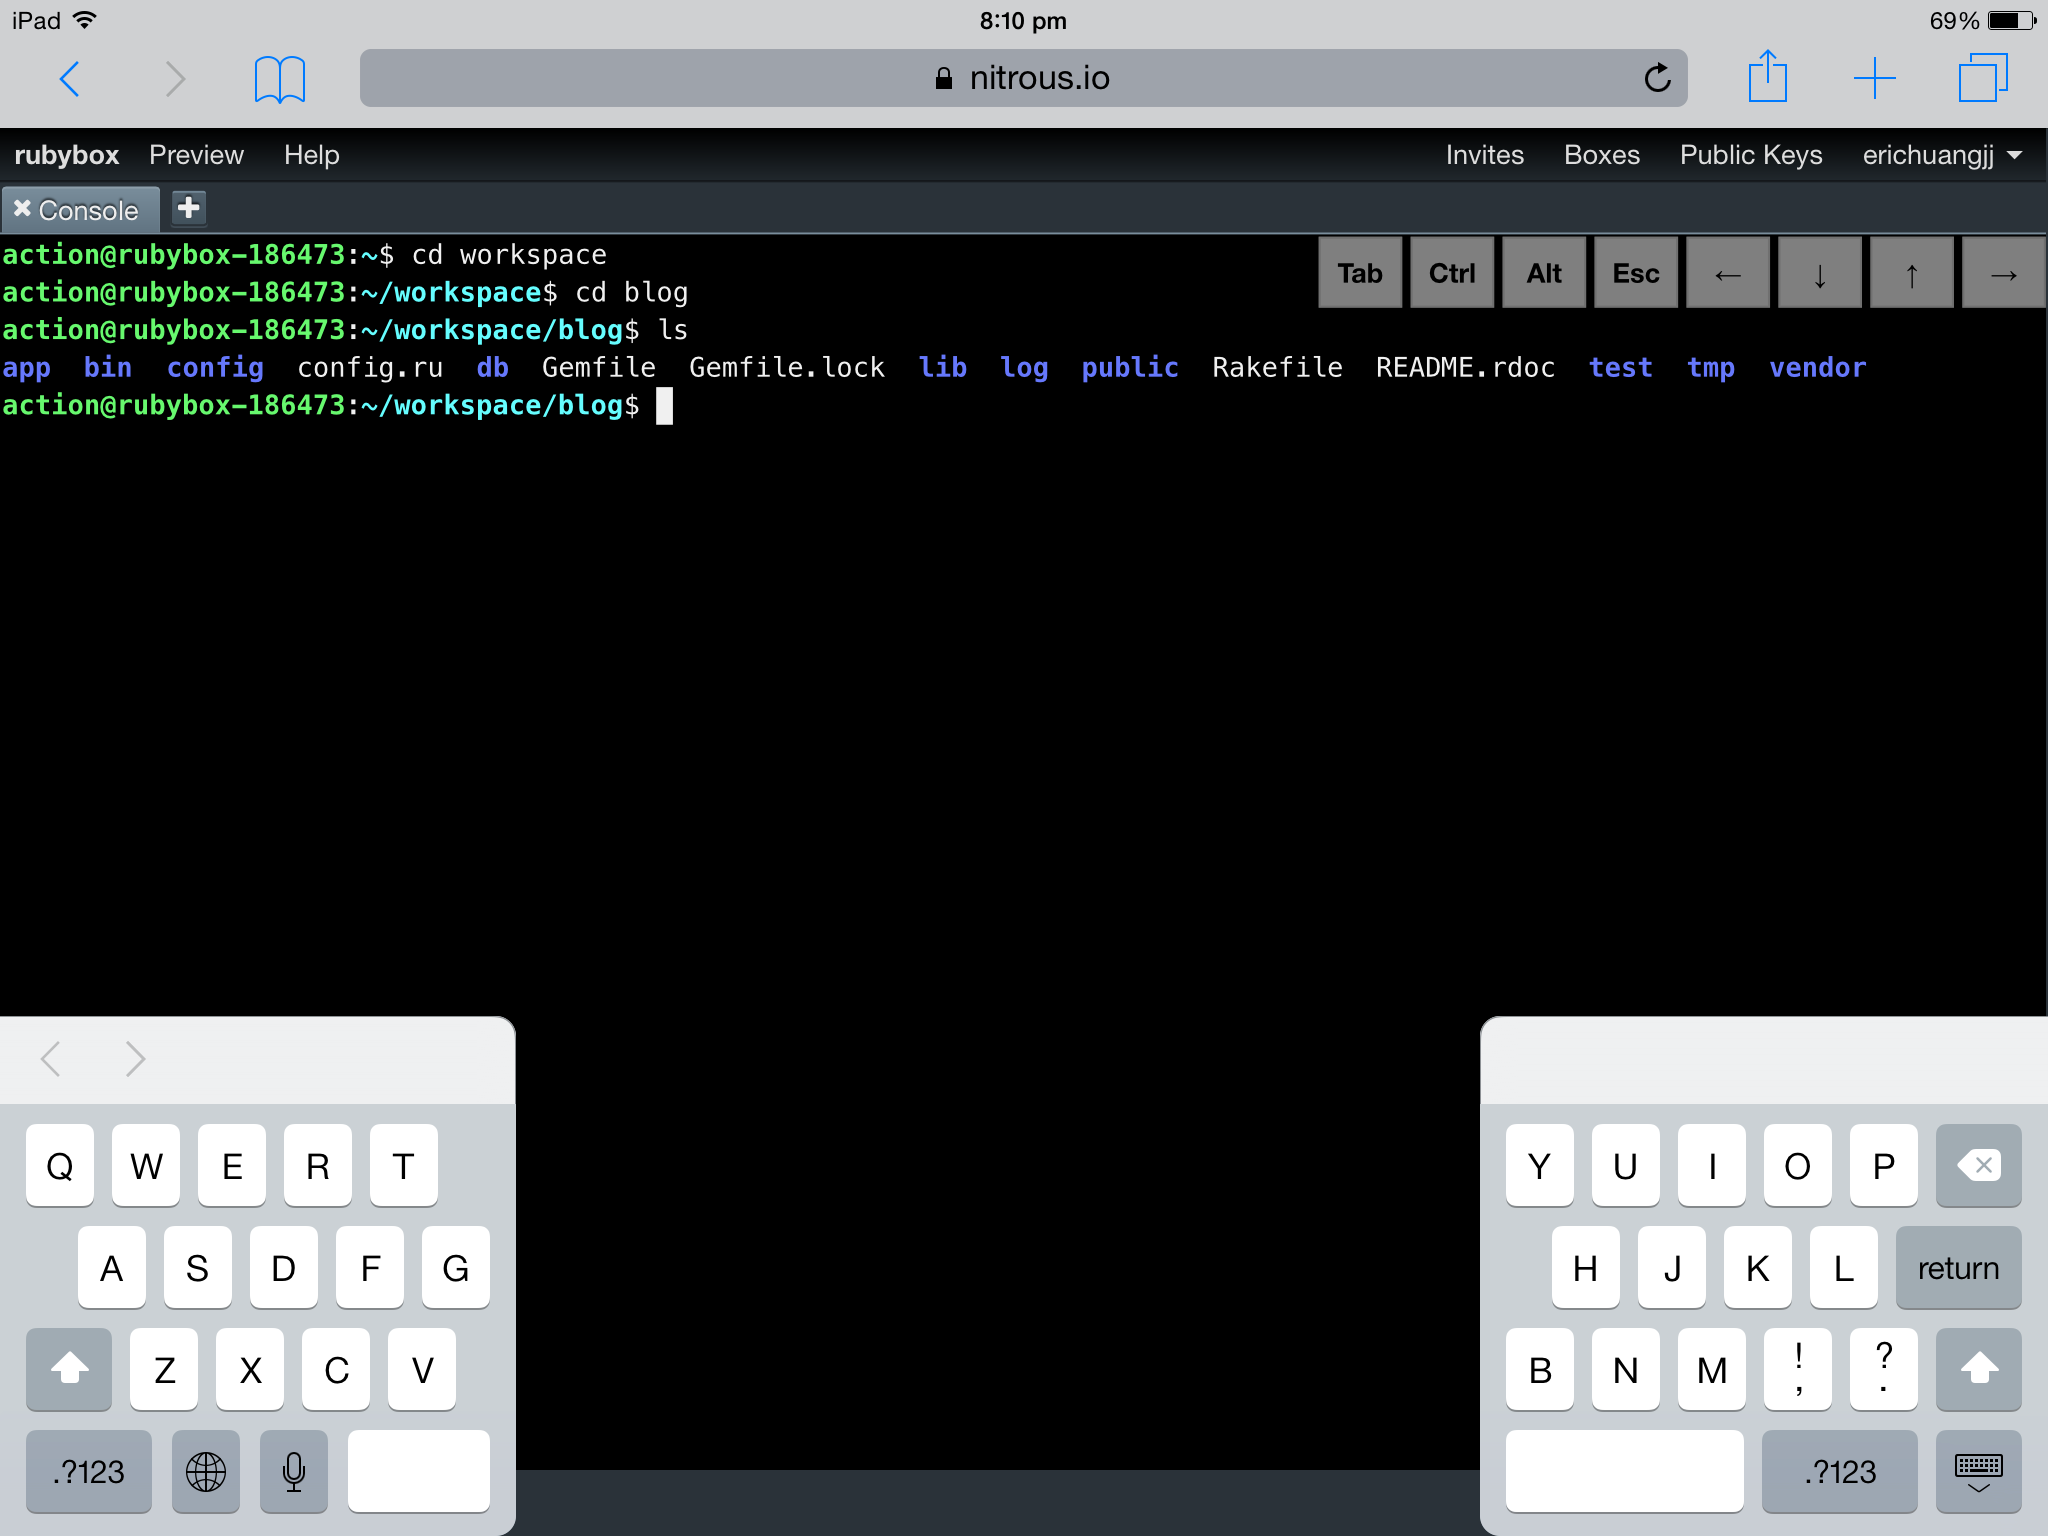 iPad 8:10 pm 69%
nitrous.io
rubybox Preview Help Invites Boxes Public Keys erichuangjj
Console
action@rubybox-186473:~$ cd workspace
Tab Ctrl Alt Esc ← ↓ ↑ →
action@rubybox-186473:~/workspace$ cd blog
action@rubybox-186473:~/workspace/blog$ ls
app bin config config.ru db Gemfile Gemfile.lock lib log public Rakefile README.rdoc test tmp vendor
action@rubybox-186473:~/workspace/blog$
Q W E R T Y U I O P
A S D F G H J K L return
Z X C V B N M ! , ? .
.?123 .?123